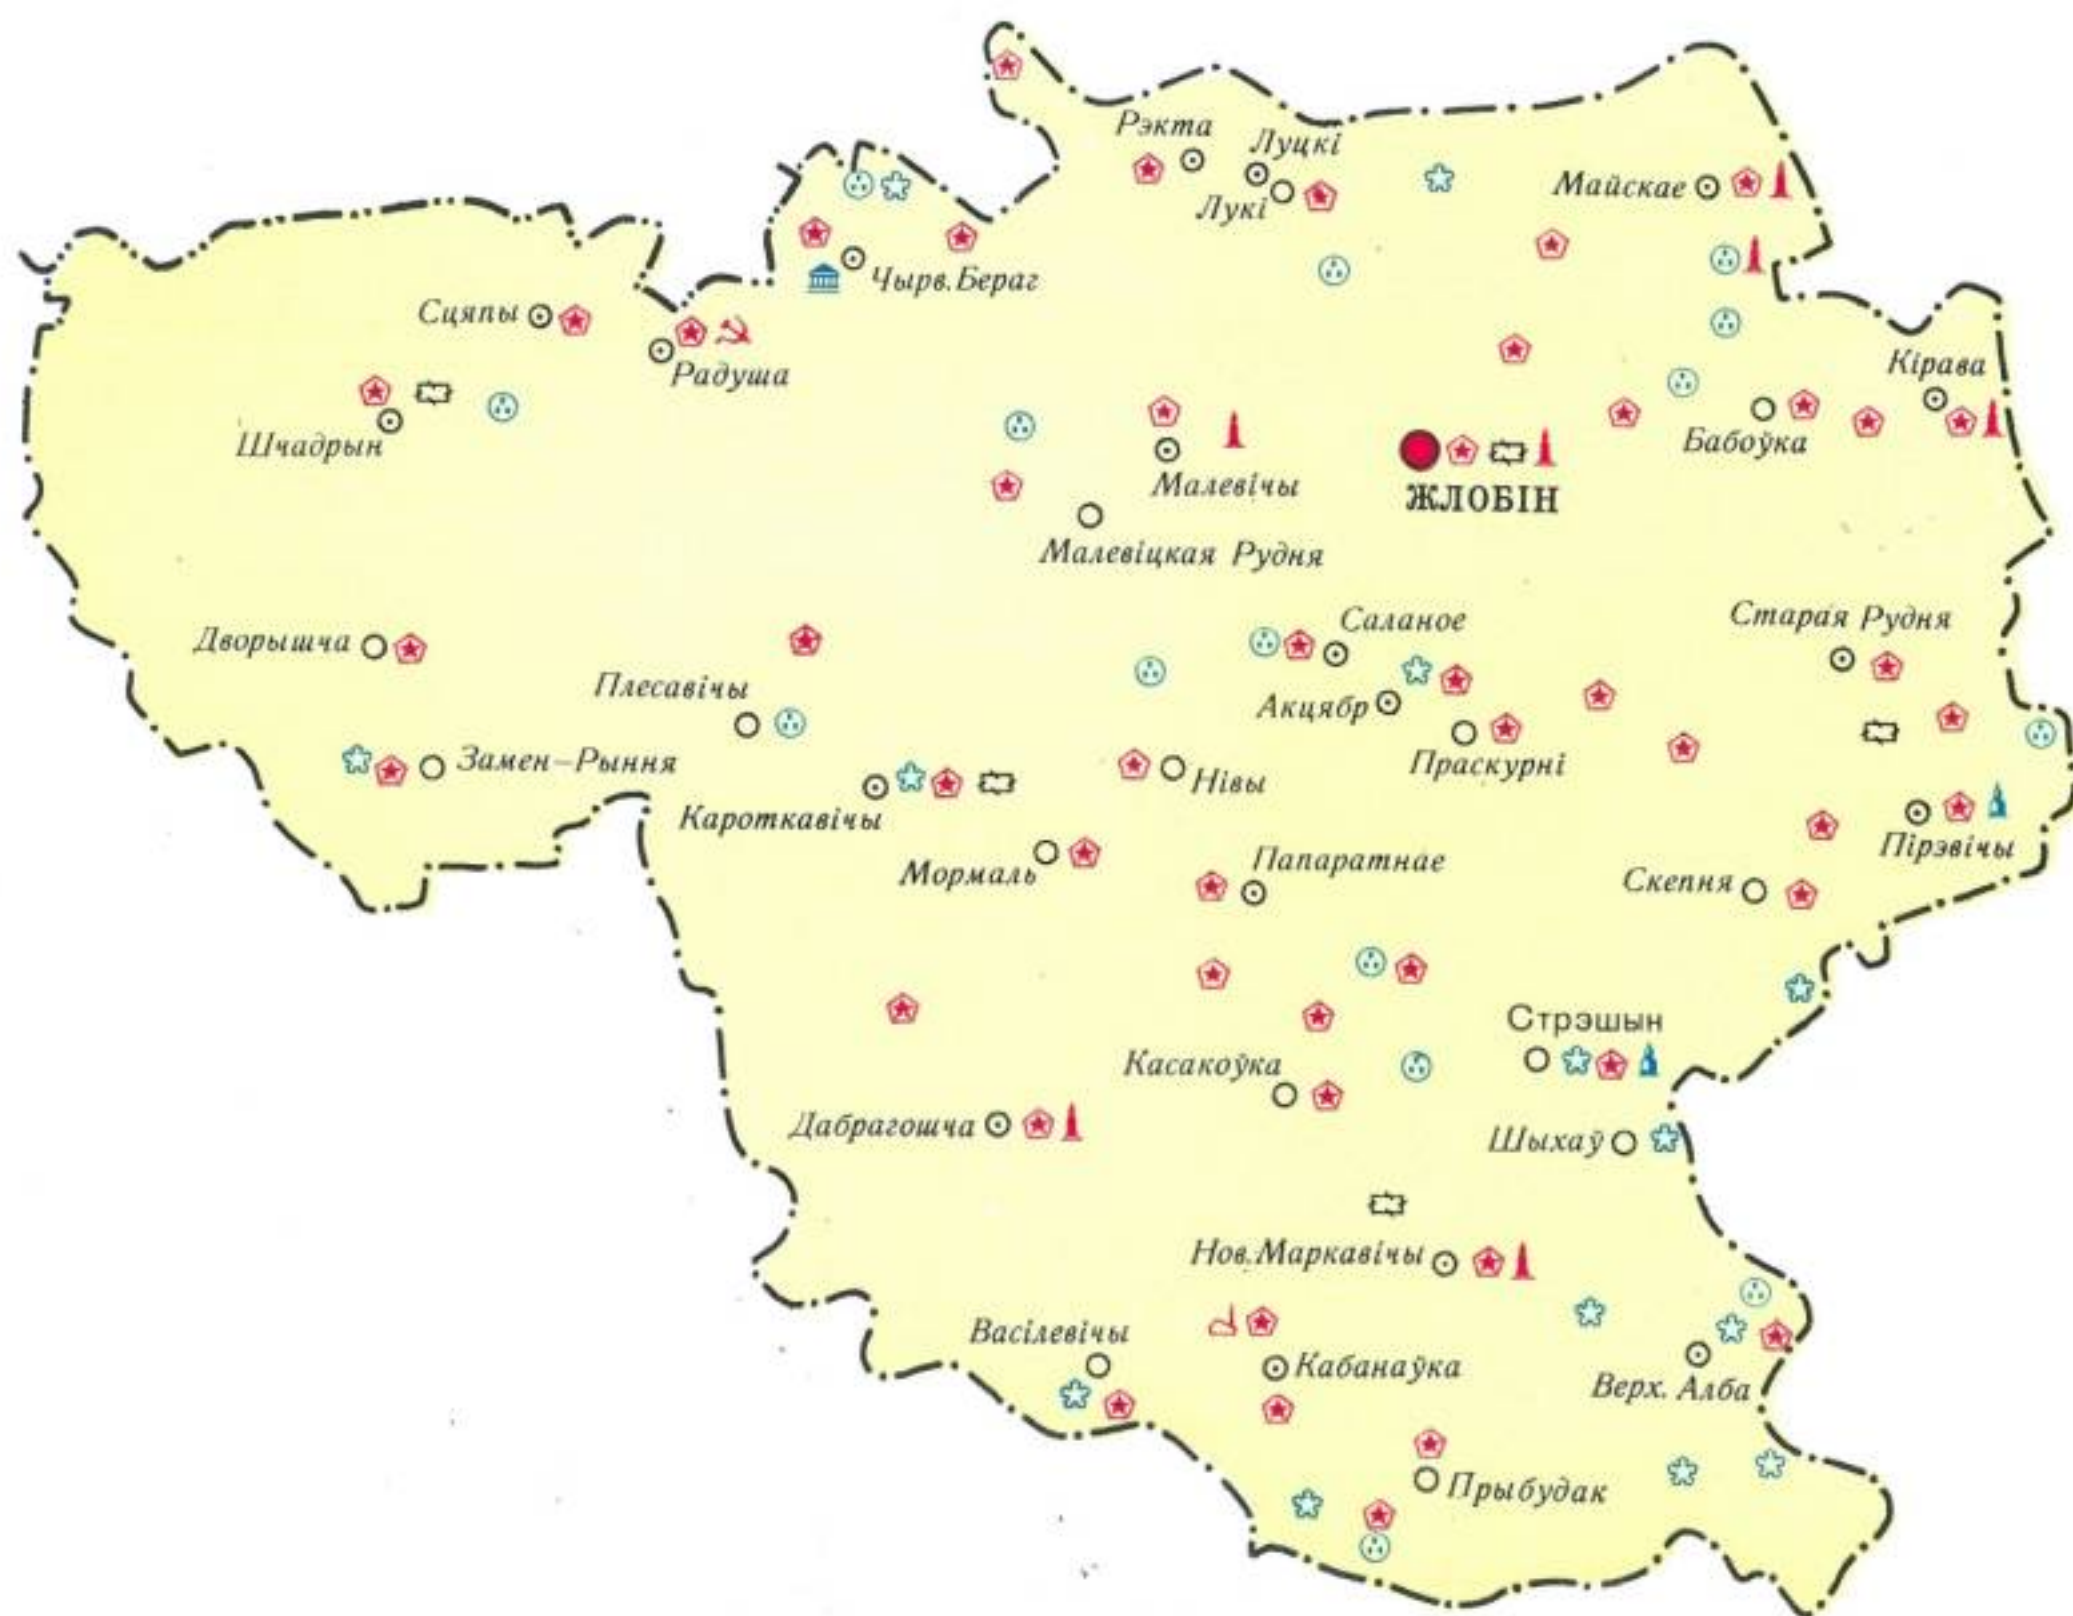 Рэкта
Луцкі
Лукі
Майскае
Чырв.Бераг
Сцяпы
Радуша
Кірава
Шчадрын
Бабоўка
Малевічы
ЖЛОБІН
Малевіцкая Рудня
Саланое
Старая Рудня
Дворышча
Плесавічы
Акцябр
Замен-Рыння
Праскурні
Нівы
Кароткавічы
Пірэвічы
Мормаль
Папаратнае
Скепня
Стрэшын
Касакоўка
Дабрагошча
Шыхаў
Нов.Маркавічы
Васілевічы
Кабанаўка
Верх. Алба
Прыбудак